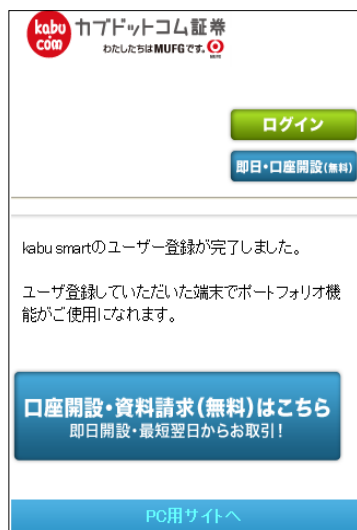 kabu
com
カブドットコム証券
わたしたちはMUFGです。
MUFG
ログイン
即日・口座開設(無料)
kabu smartのユーザー登録が完了しました。
ユーザ登録していただいた端末でポートフォリオ機
能がご使用になれます。
口座開設・資料請求(無料)はこちら
即日開設・最短翌日からお取引!
PC用サイトへ